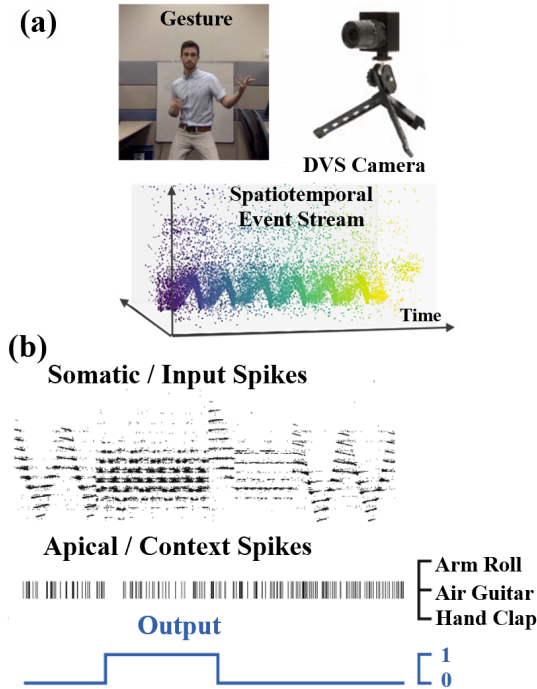 (a)
Gesture
DVS Camera
Spatiotemporal
Event Stream
Time
(b)
Somatic / Input Spikes
Apical / Context Spikes
Arm Roll
Air Guitar
Hand Clap
Output
1
0